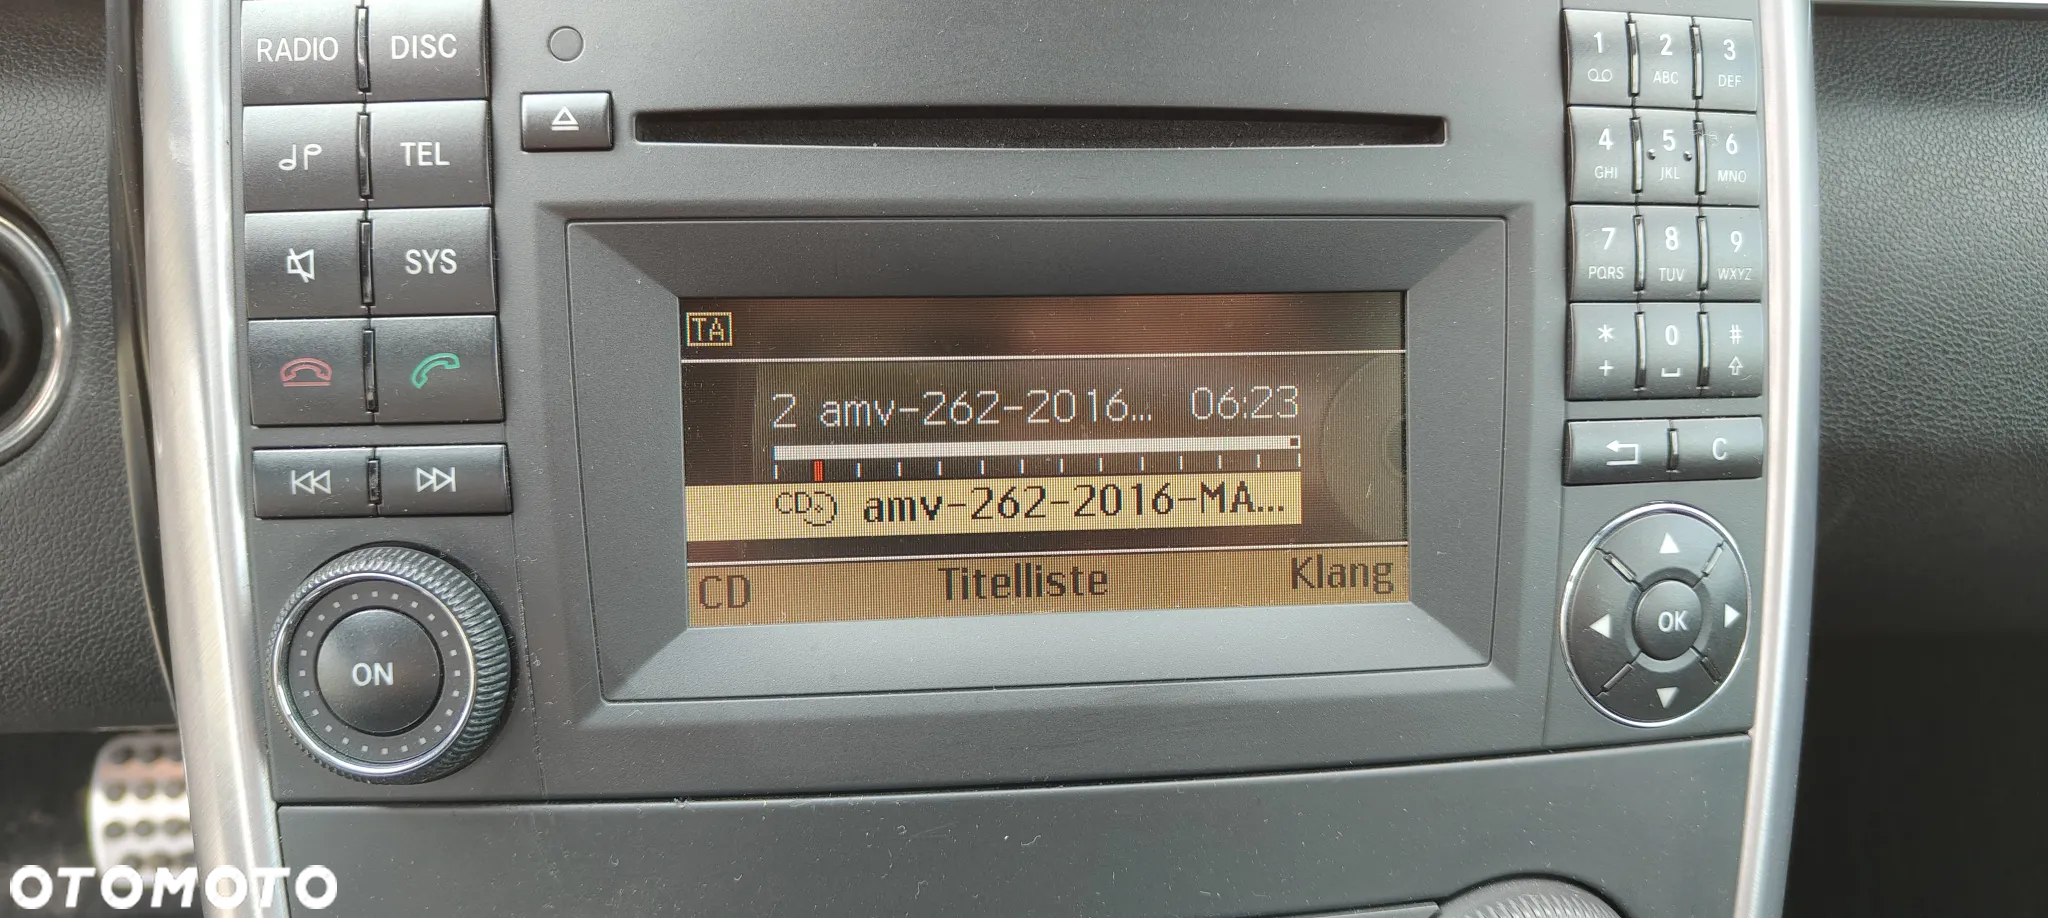 RADIO
DISC
TEL
SYS
ON
TA
2 amv-262-2016... 06:23
CD amv-262-2016-MA...
CD Titelliste Klang
1 2 3
ABC DEF
4 5 6
GHI JKL MNO
7 8 9
PQRS TUV WXYZ
* 0 #
+
C
OK
OTOMOTO